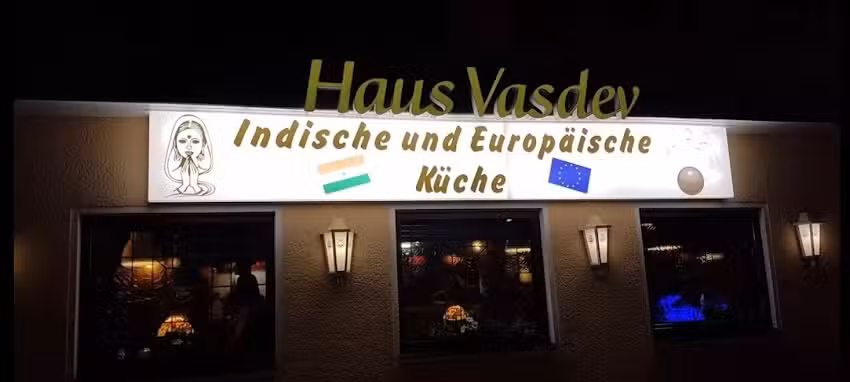 Haus Vasdev
Indische und Europäische
Küche